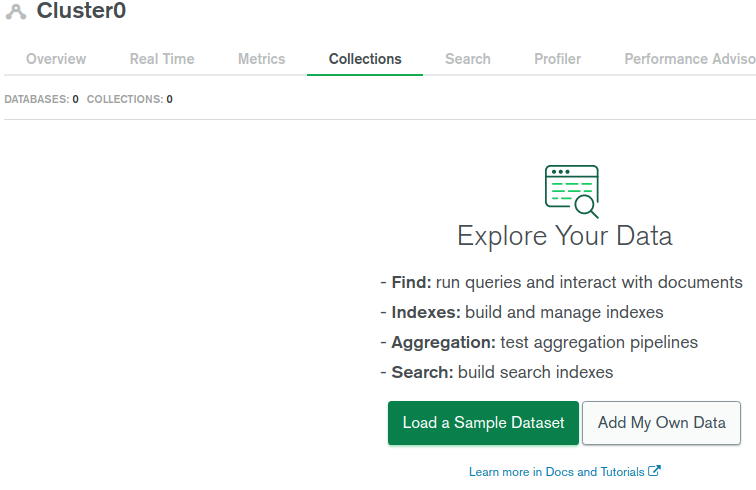 Cluster0
Overview Real Time Metrics Collections Search Profiler Performance Adviso
DATABASES: 0 COLLECTIONS: 0
Explore Your Data
- Find: run queries and interact with documents
- Indexes: build and manage indexes
- Aggregation: test aggregation pipelines
- Search: build search indexes
Load a Sample Dataset Add My Own Data
Learn more in Docs and Tutorials